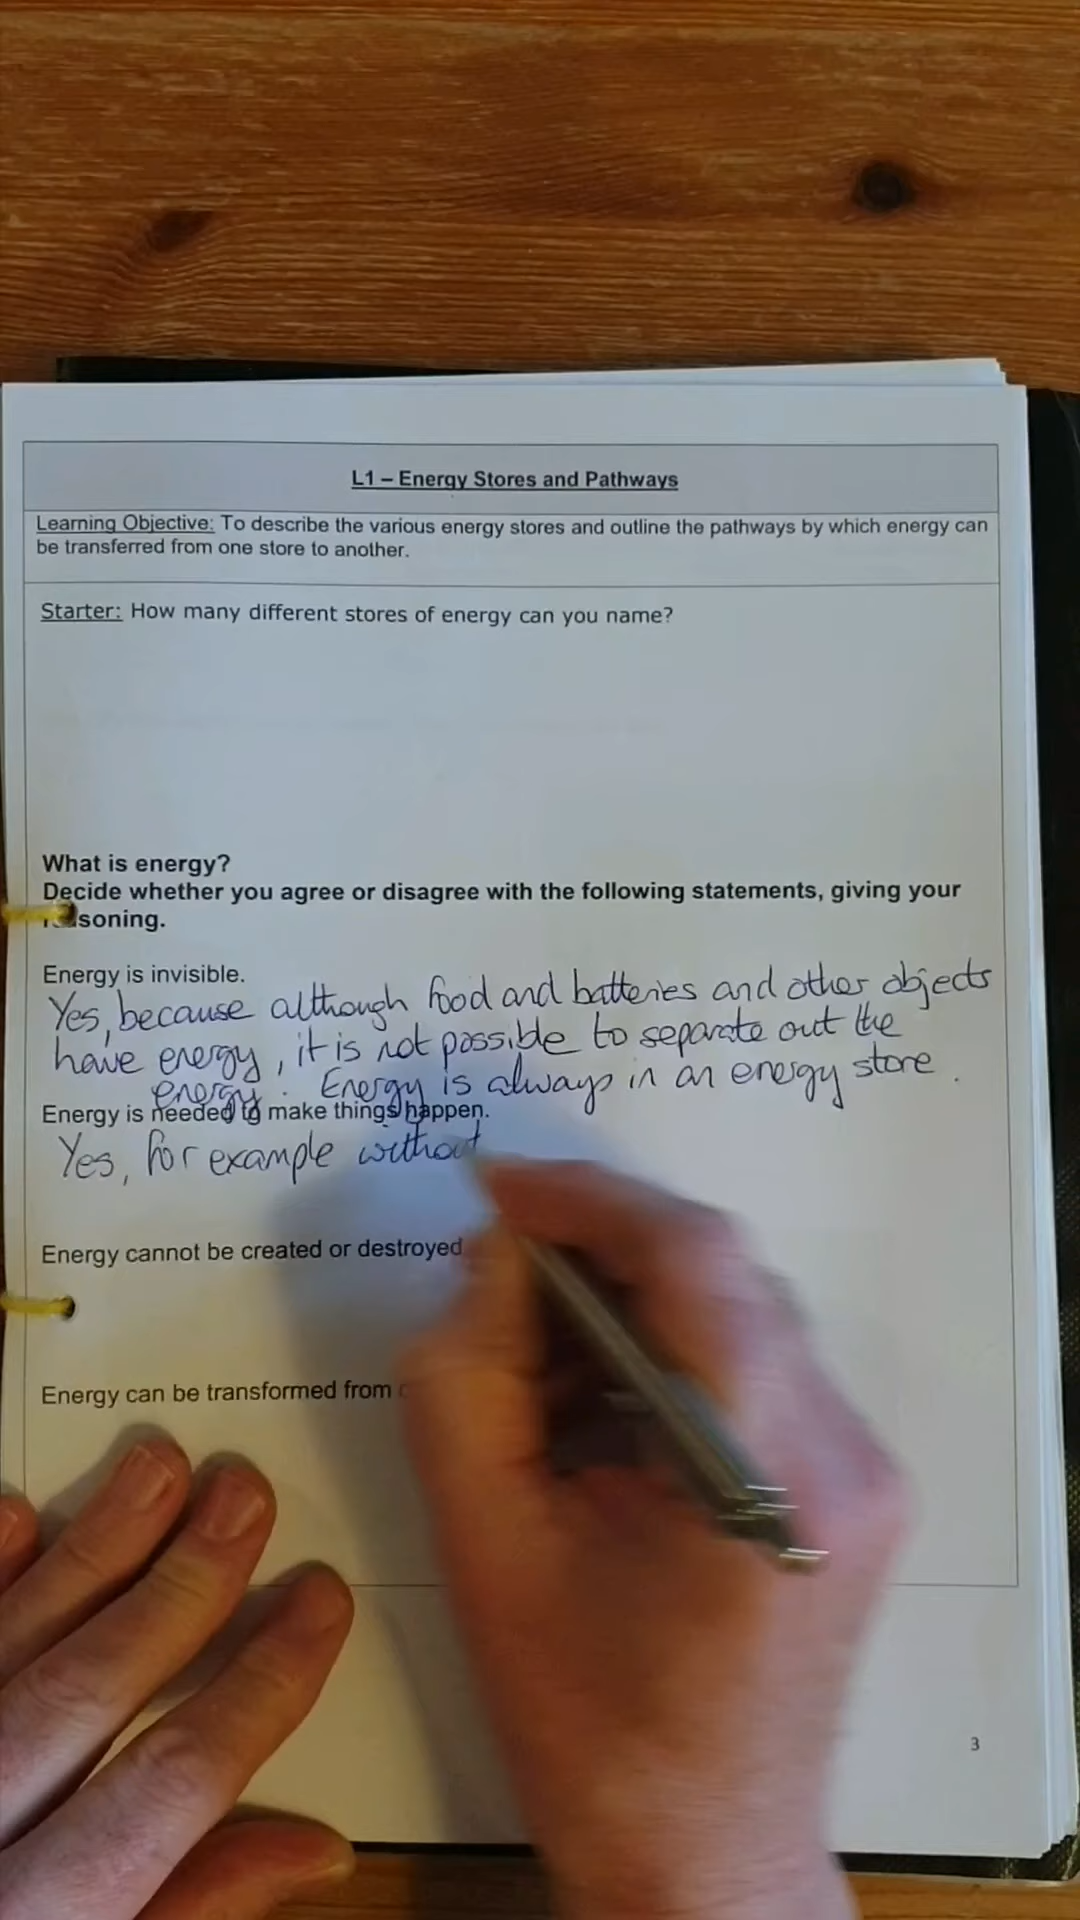 L1 – Energy Stores and Pathways
Learning Objective: To describe the various energy stores and outline the pathways by which energy can
be transferred from one store to another.
Starter: How many different stores of energy can you name?
What is energy?
Decide whether you agree or disagree with the following statements, giving your
reasoning.
Energy is invisible.
Yes, because although food and batteries and other objects
have energy, it is not possible to separate out the
energy. Energy is always in an energy store.
Energy is needed to make things happen.
Yes, for example without
Energy cannot be created or destroyed
Energy can be transformed from
3